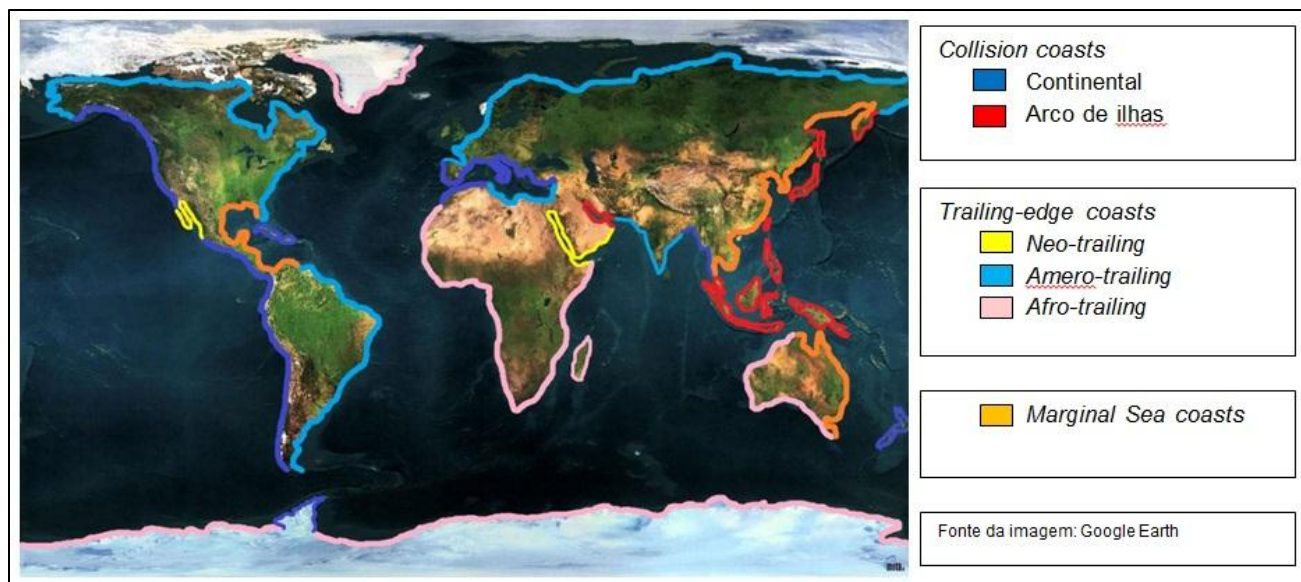 Collision coasts
Continental
Arco de ilhas
Trailing-edge coasts
Neo-trailing
Amero-trailing
Afro-trailing
Marginal Sea coasts
Fonte da imagem: Google Earth